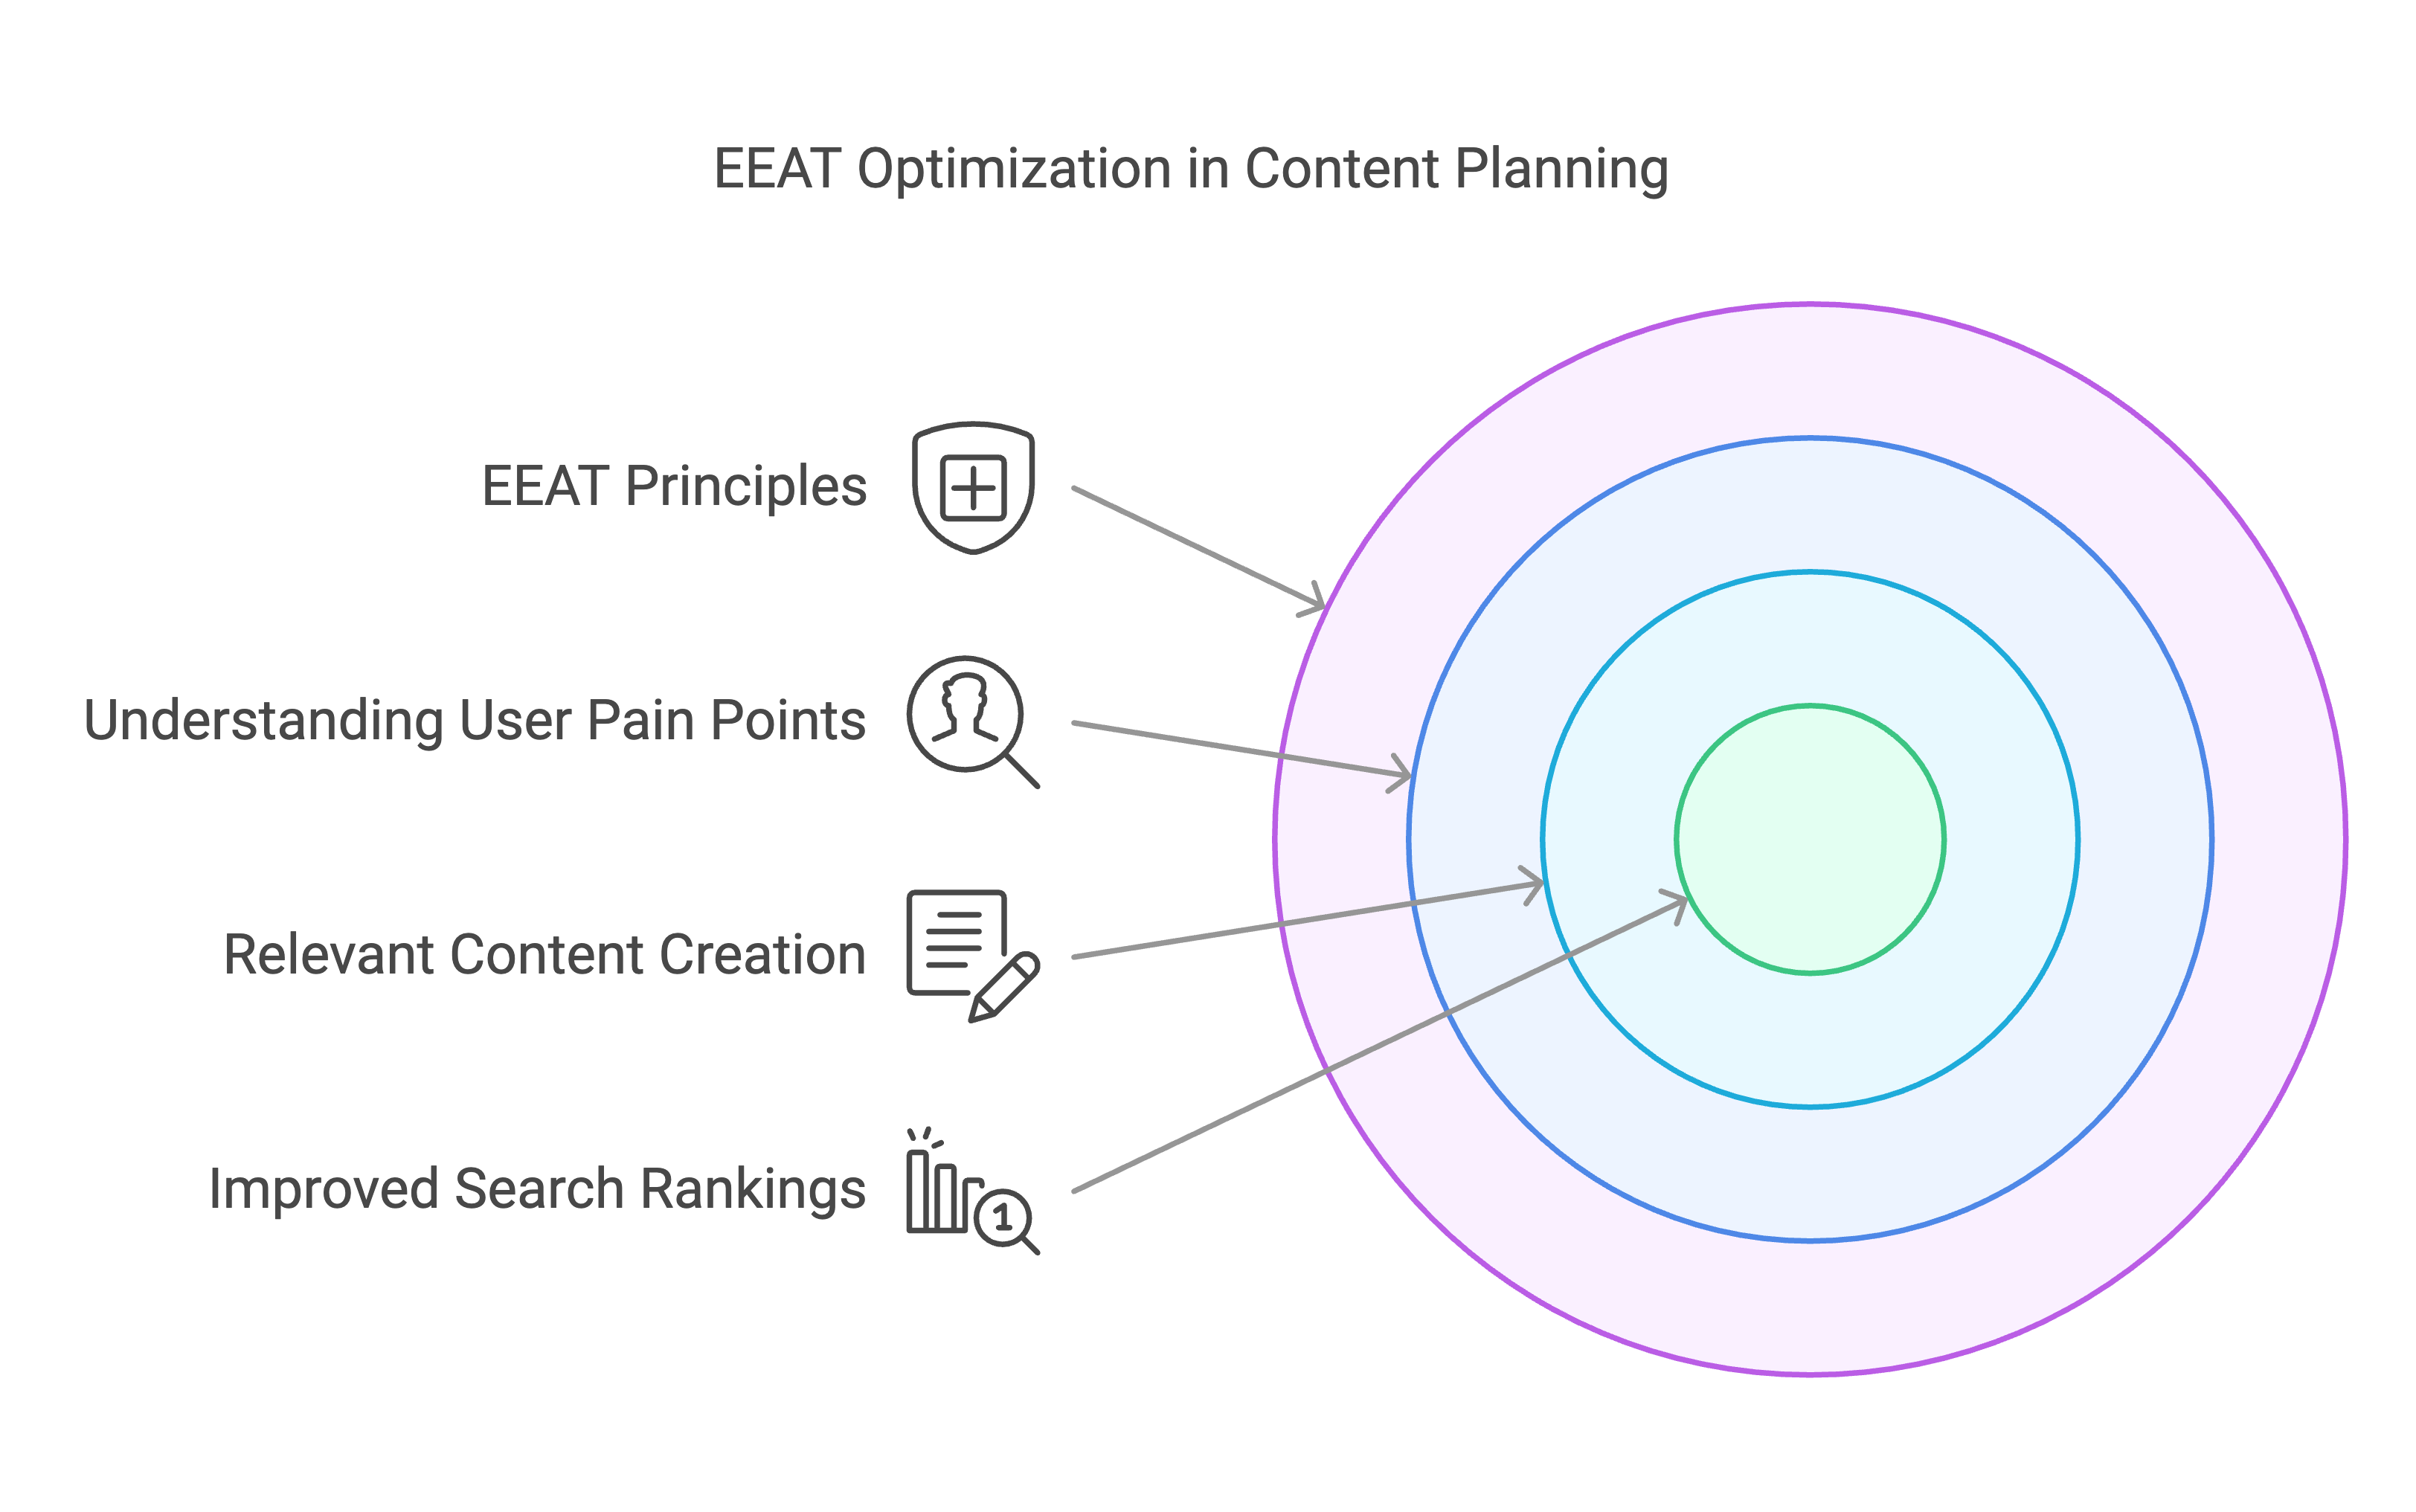 EEAT Optimization in Content Planning
EEAT Principles
Understanding User Pain Points
Relevant Content Creation
Improved Search Rankings
1